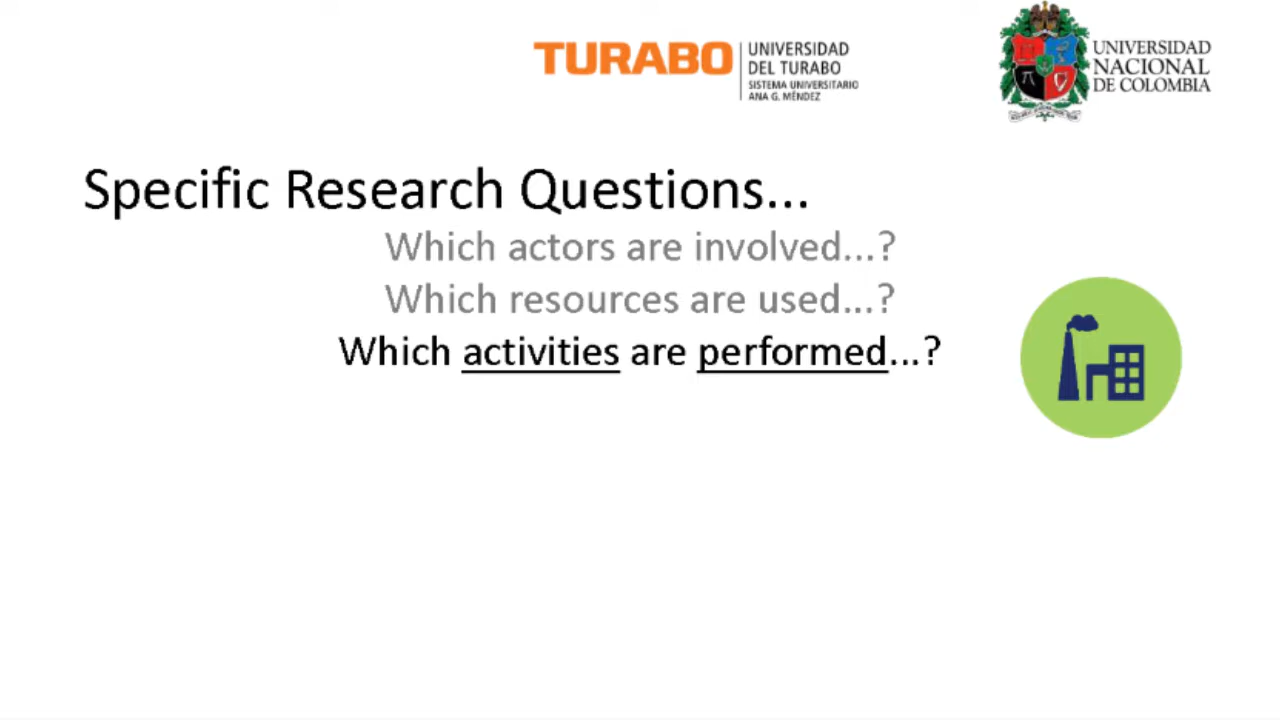 TURABO
UNIVERSIDAD
DEL TURABO
SISTEMA UNIVERSITARIO
ANA G. MÉNDEZ
UNIVERSIDAD
NACIONAL
DE COLOMBIA
Specific Research Questions...
Which actors are involved...?
Which resources are used...?
Which activities are performed...?